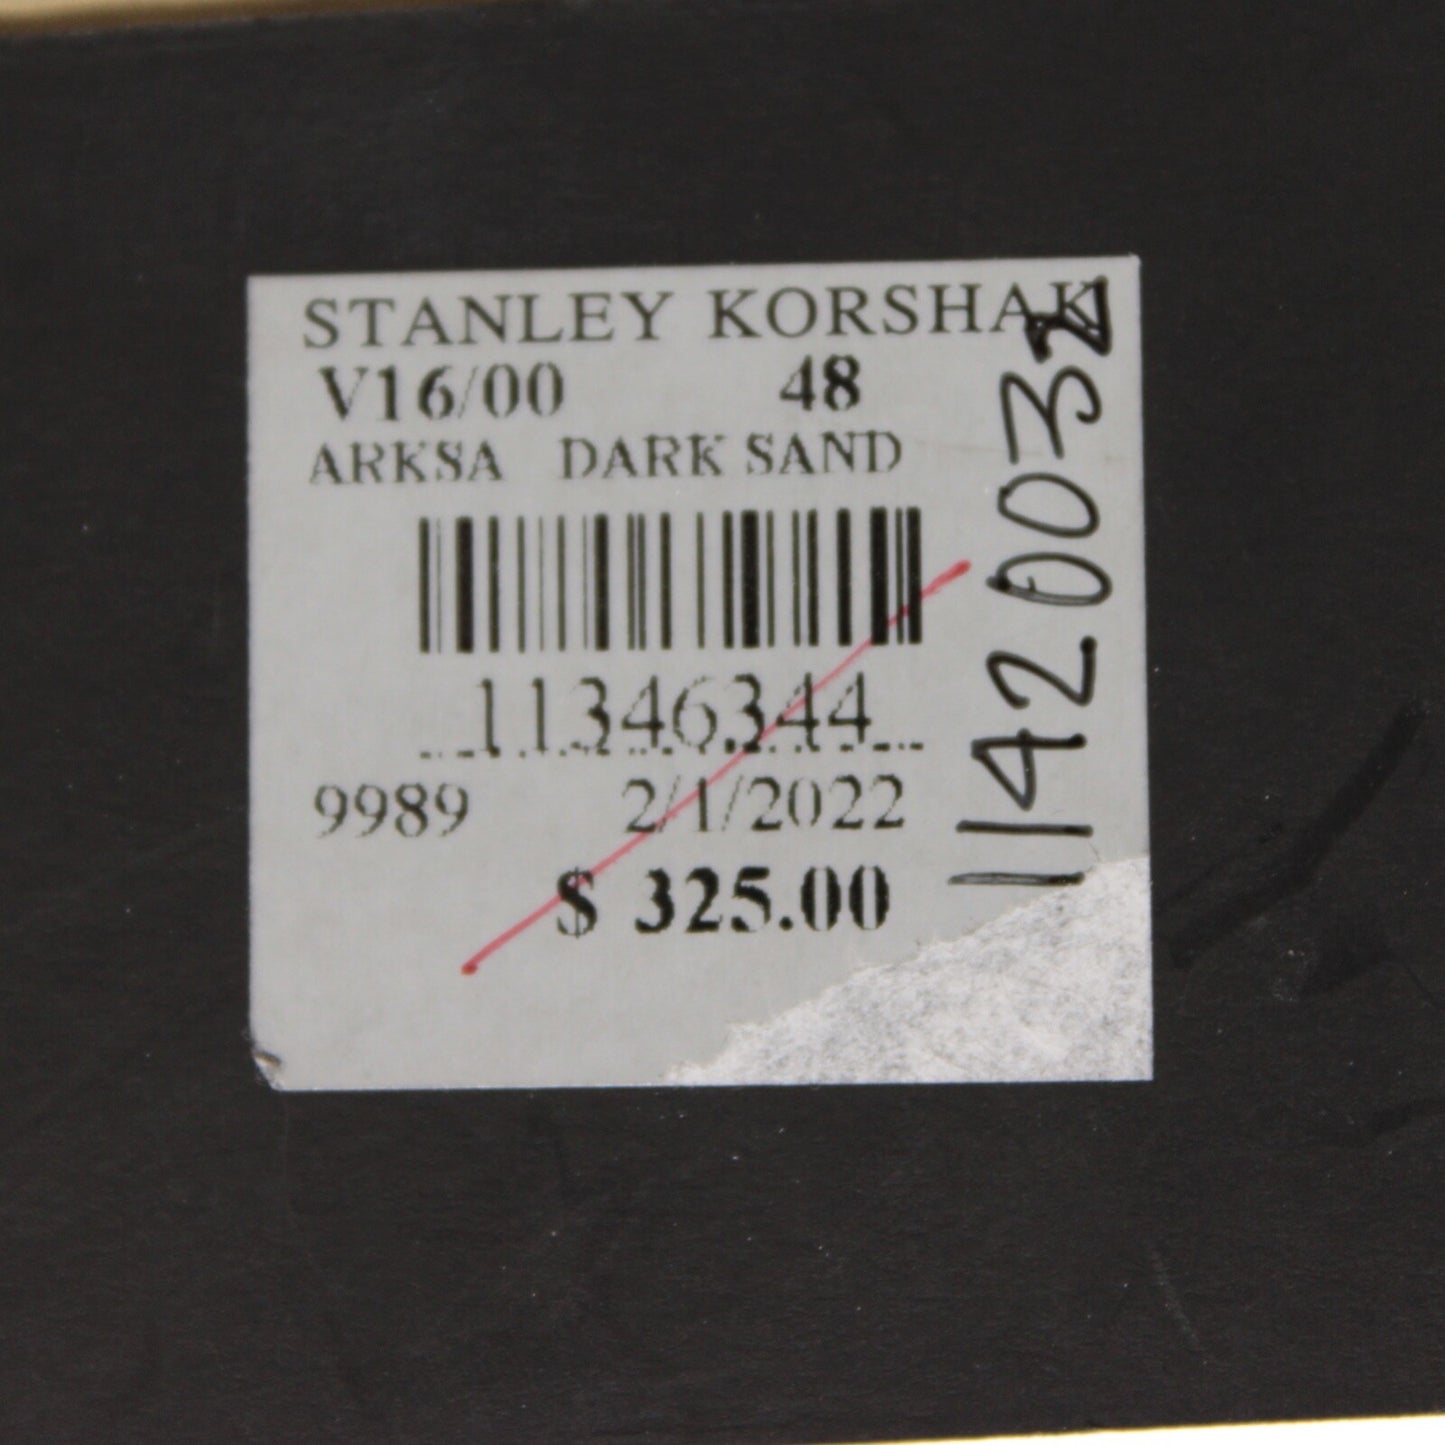 STANLEY KORSHAK
V16/00 48
ARKSA DARK SAND
11346344
9989 2/1/2022
$ 325.00
11420032